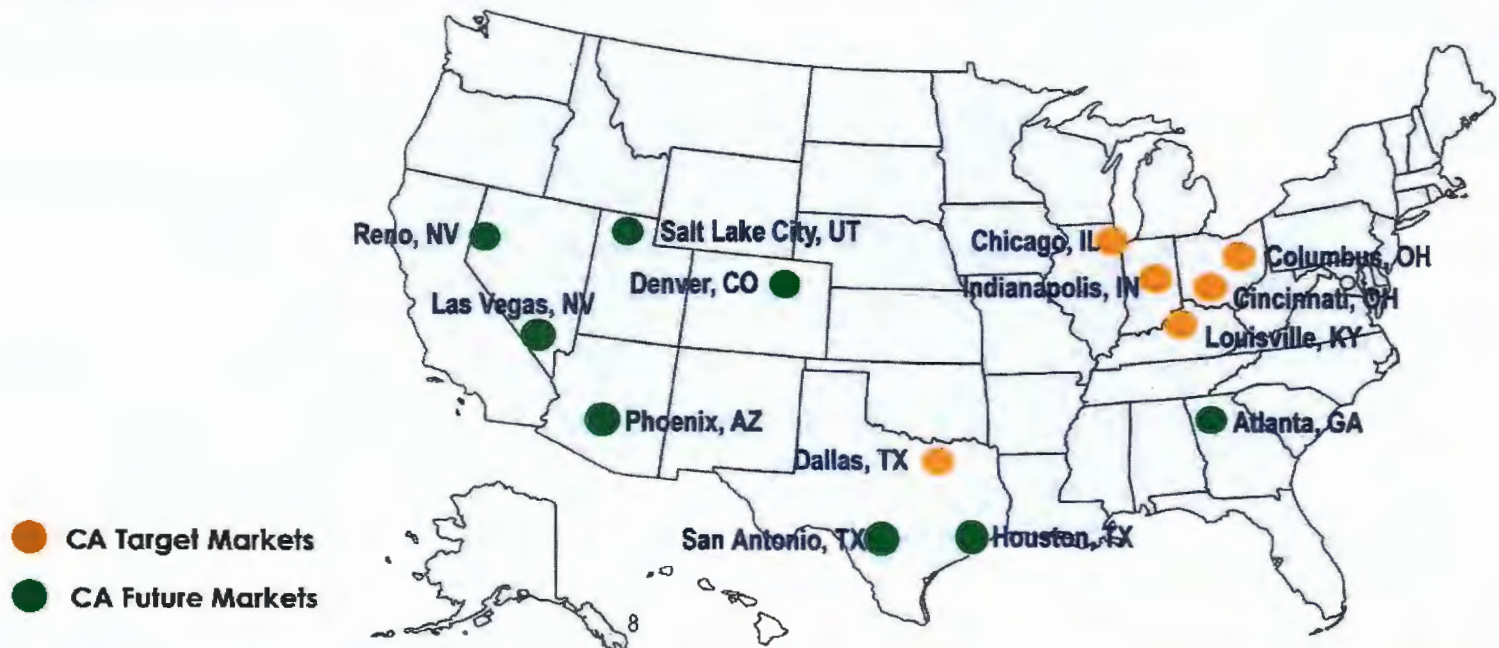 Reno, NV
Salt Lake City, UT
Chicago, IL
Columbus, OH
Denver, CO
Indianapolis, IN
Cincinnati, OH
Las Vegas, NV
Louisville, KY
Phoenix, AZ
Atlanta, GA
Dallas, TX
San Antonio, TX
Houston, TX
CA Target Markets
CA Future Markets
8